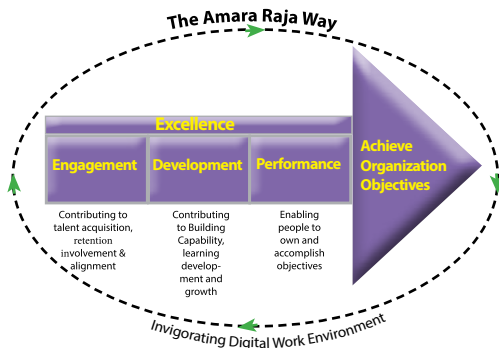 The Amara Raja Way
Excellence
Engagement
Development
Performance
Achieve
Organization
Objectives
Contributing to
talent acquisition,
retention
involvement &
alignment
Contributing
to Building
Capability,
learning
develop-
ment and
growth
Enabling
people to
own and
accomplish
objectives
Invigorating Digital Work Environment